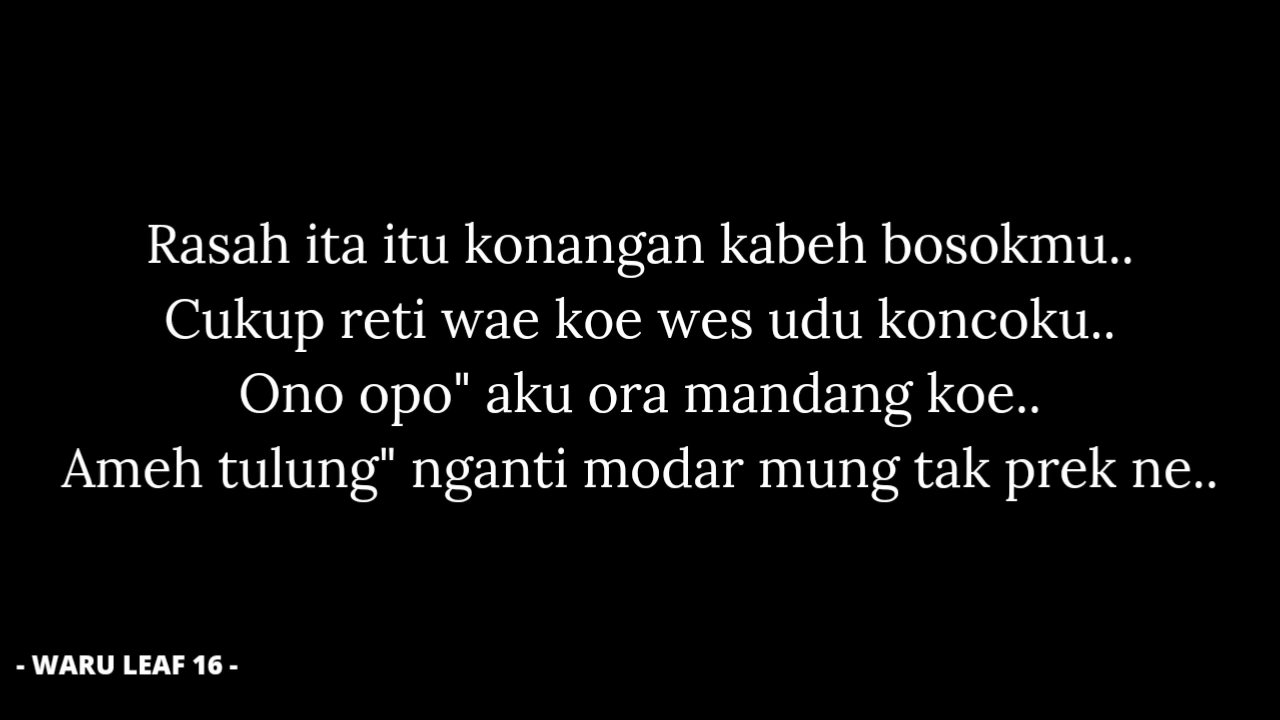 Rasah ita itu konangan kabeh bosokmu..
Cukup reti wae koe wes udu koncoku..
Ono opo" aku ora mandang koe..
Ameh tulung" nganti modar mung tak prek ne..
- WARU LEAF 16 -